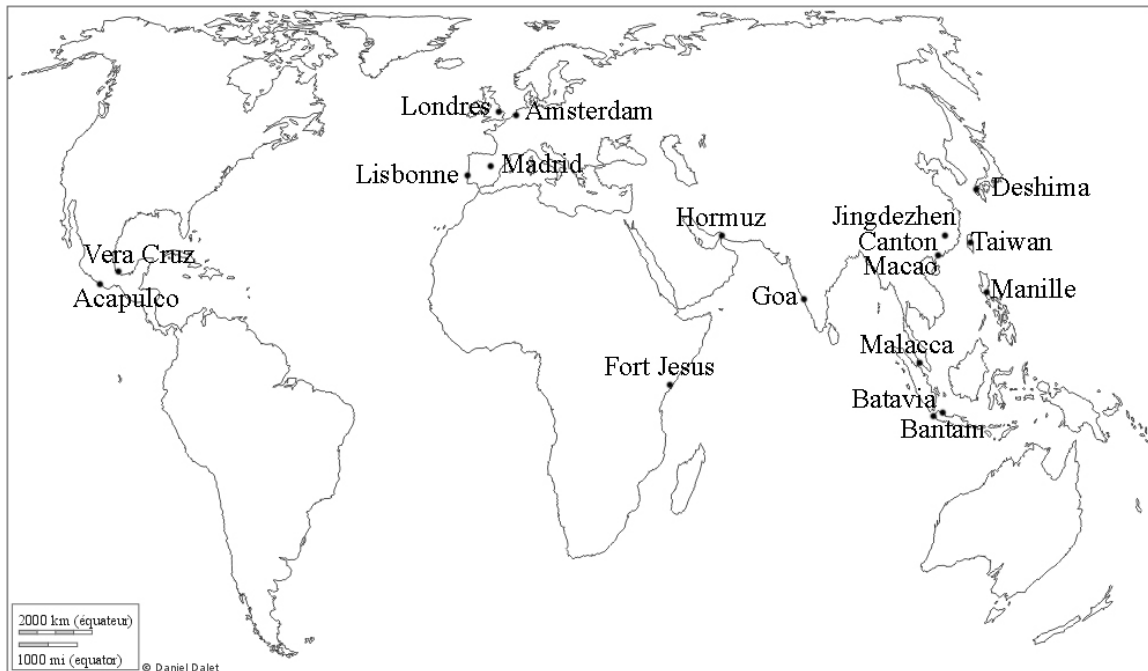 Londres
Amsterdam
Madrid
Lisbonne
Deshima
Hormuz
Jingdezhen
Canton
Taiwan
Macao
Vera Cruz
Acapulco
Goa
Manille
Malacca
Fort Jesus
Batavia
Bantam
2000 km (équateur)
1000 mi (equator)
© Daniel Dalet